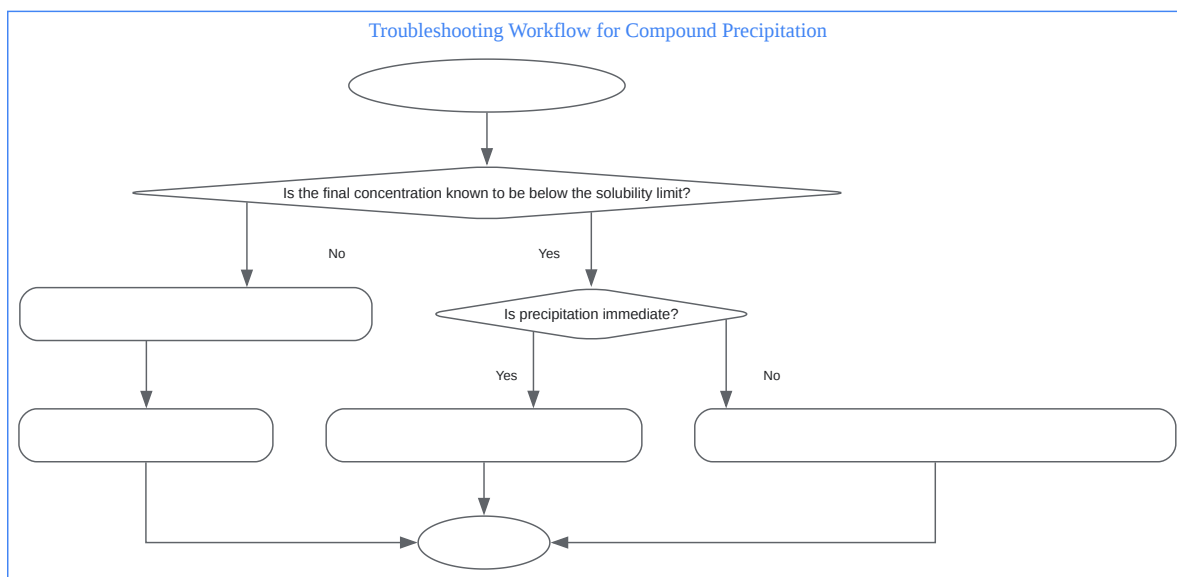 Troubleshooting Workflow for Compound Precipitation
Is the final concentration known to be below the solubility limit?
No
Yes
Is precipitation immediate?
Yes
No